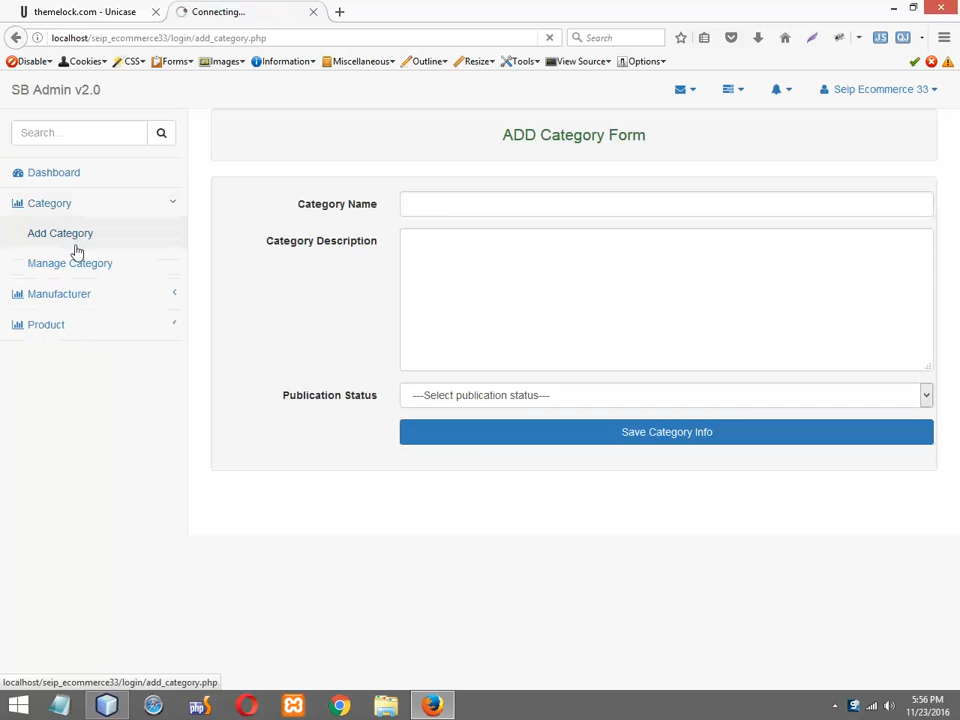 themelock.com - Unicase
Connecting...
localhost/seip_ecommerce33/login/add_category.php
Search
Disable
Cookies
CSS
Forms
Images
Information
Miscellaneous
Outline
Resize
Tools
View Source
Options
SB Admin v2.0
Seip Ecommerce 33
Search...
ADD Category Form
Dashboard
Category
Add Category
Manage Category
Manufacturer
Product
Category Name
Category Description
Publication Status
---Select publication status---
Save Category Info
localhost/seip_ecommerce33/login/add_category.php
JS
QJ
php
5:56 PM
11/23/2016